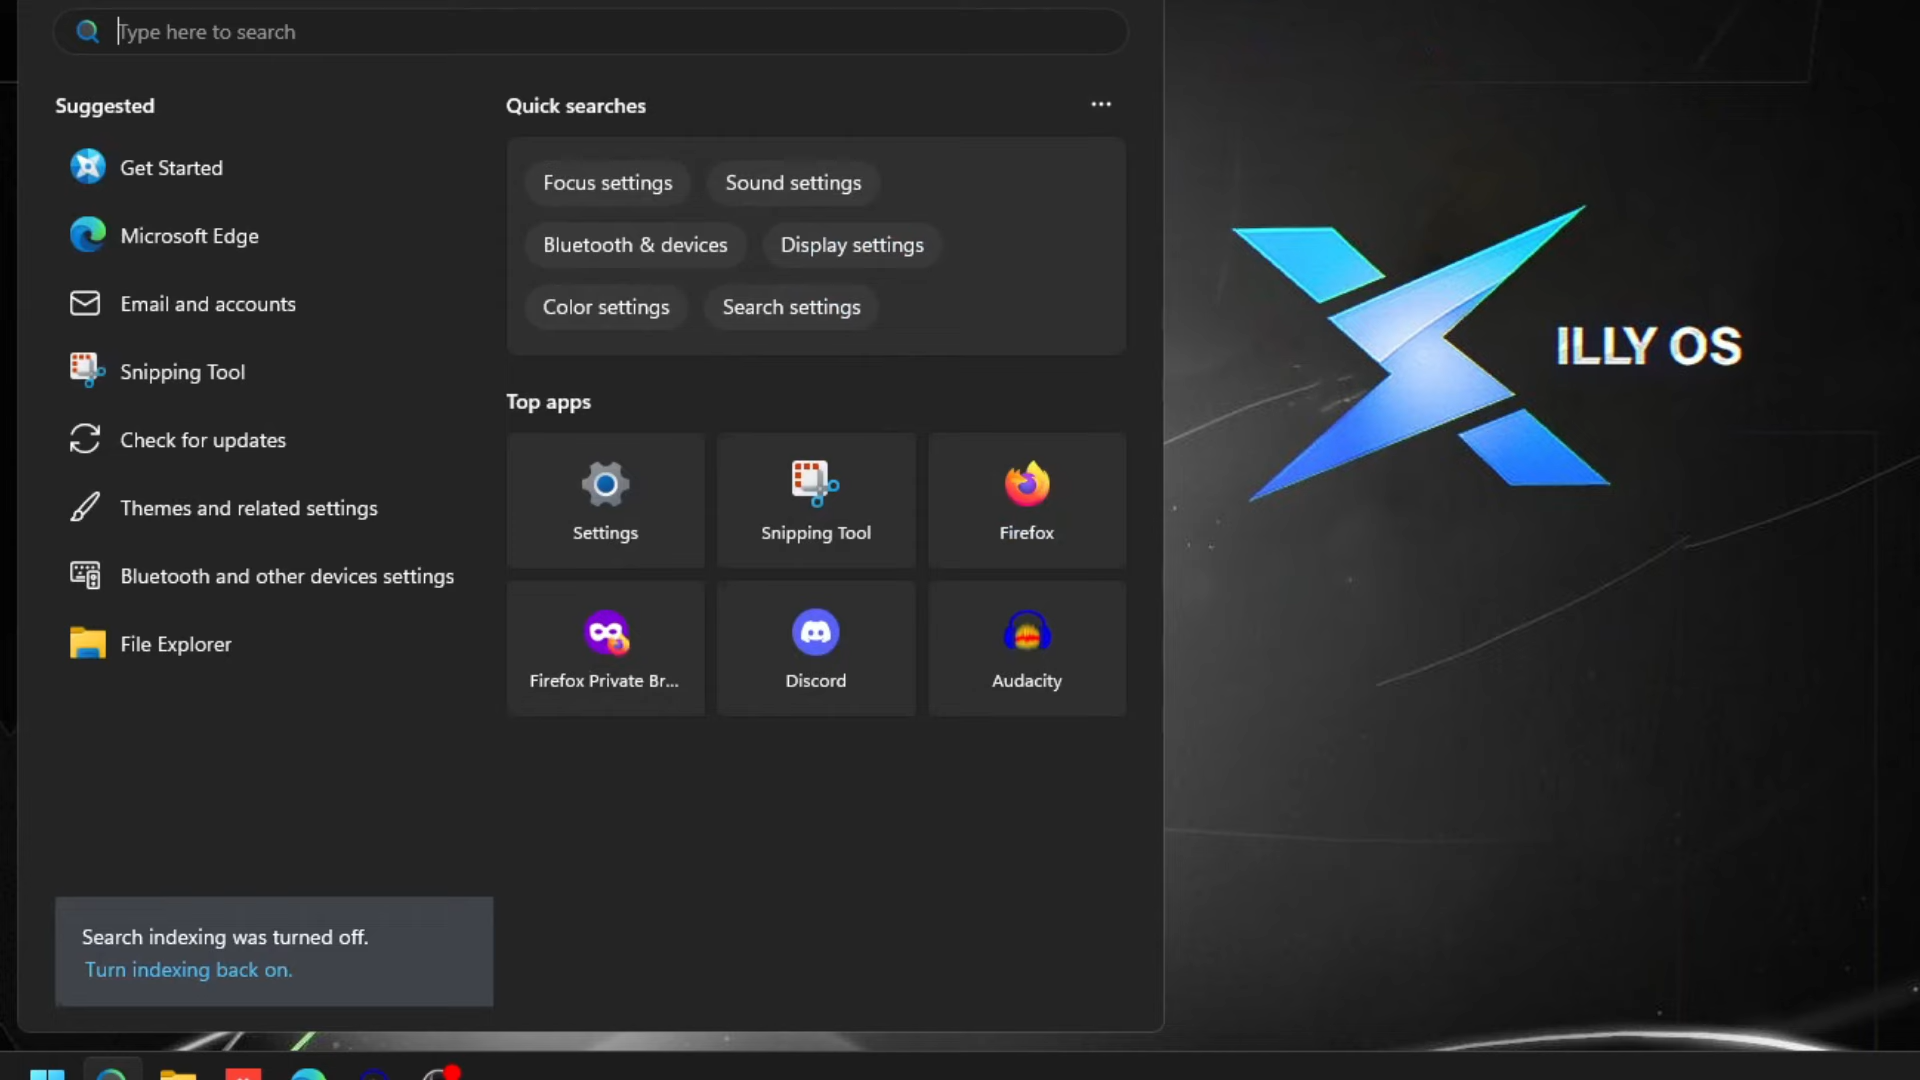 Type here to search
Suggested
Get Started
Microsoft Edge
Email and accounts
Snipping Tool
Check for updates
Themes and related settings
Bluetooth and other devices settings
File Explorer
Quick searches
Focus settings
Sound settings
Bluetooth & devices
Display settings
Color settings
Search settings
Top apps
Settings
Snipping Tool
Firefox
Firefox Private Br...
Discord
Audacity
Search indexing was turned off.
Turn indexing back on.
ILLY OS